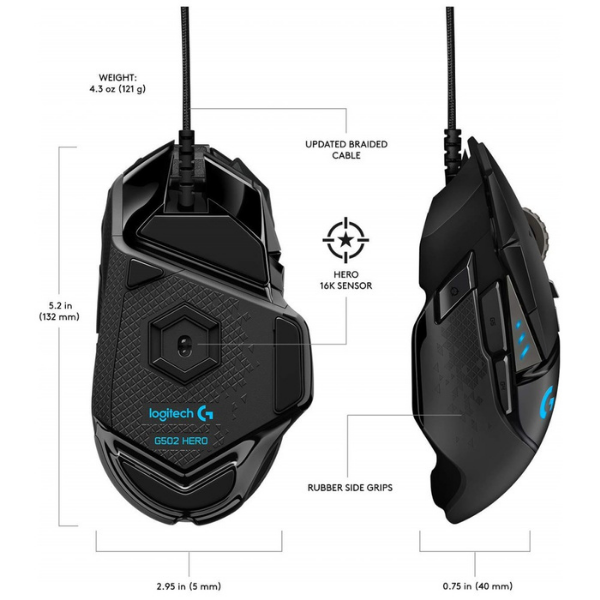 WEIGHT:
4.3 oz (121 g)
UPDATED BRAIDED
CABLE
HERO
16K SENSOR
5.2 in
(132 mm)
logitech G
G502 HERO
RUBBER SIDE GRIPS
2.95 in (5 mm)
0.75 in (40 mm)